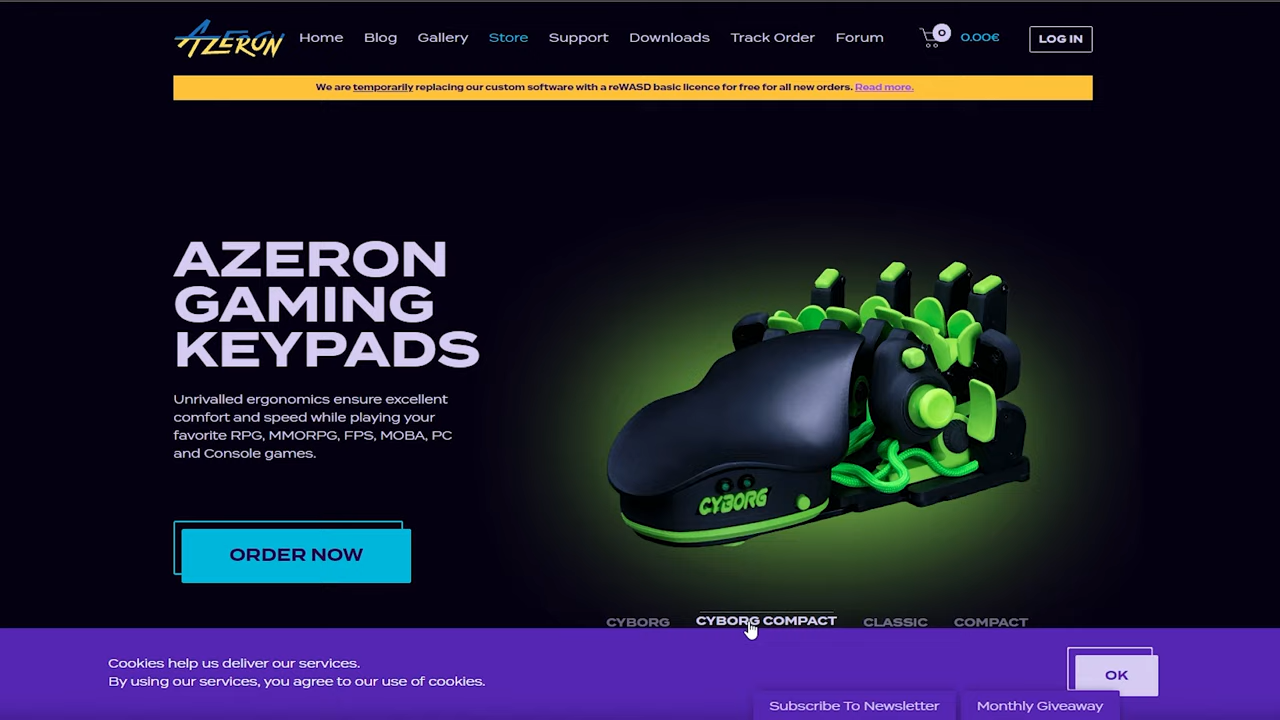 AZERON
Home Blog Gallery Store Support Downloads Track Order Forum 0 0.00€ LOG IN
We are temporarily replacing our custom software with a reWASD basic licence for free for all new orders. Read more.
AZERON
GAMING
KEYPADS
Unrivalled ergonomics ensure excellent
comfort and speed while playing your
favorite RPG, MMORPG, FPS, MOBA, PC
and Console games.
CYBORG
ORDER NOW
CYBORG CYBORG COMPACT CLASSIC COMPACT
Cookies help us deliver our services.
By using our services, you agree to our use of cookies.
OK
Subscribe To Newsletter Monthly Giveaway